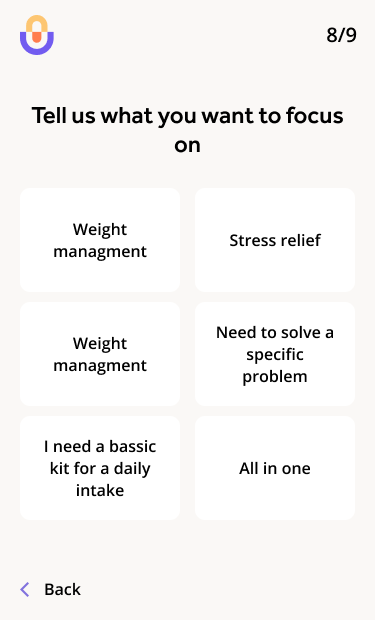 8/9
Tell us what you want to focus
on
Weight
managment
Stress relief
Weight
managment
Need to solve a
specific
problem
I need a bassic
kit for a daily
intake
All in one
Back